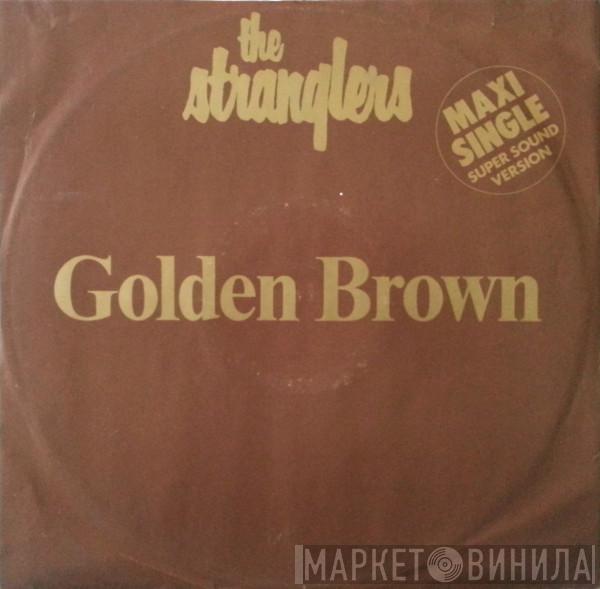 the
stranglers
MAXI
SINGLE
SUPER SOUND
VERSION
Golden Brown
МАРКЕТ ВИНИЛА